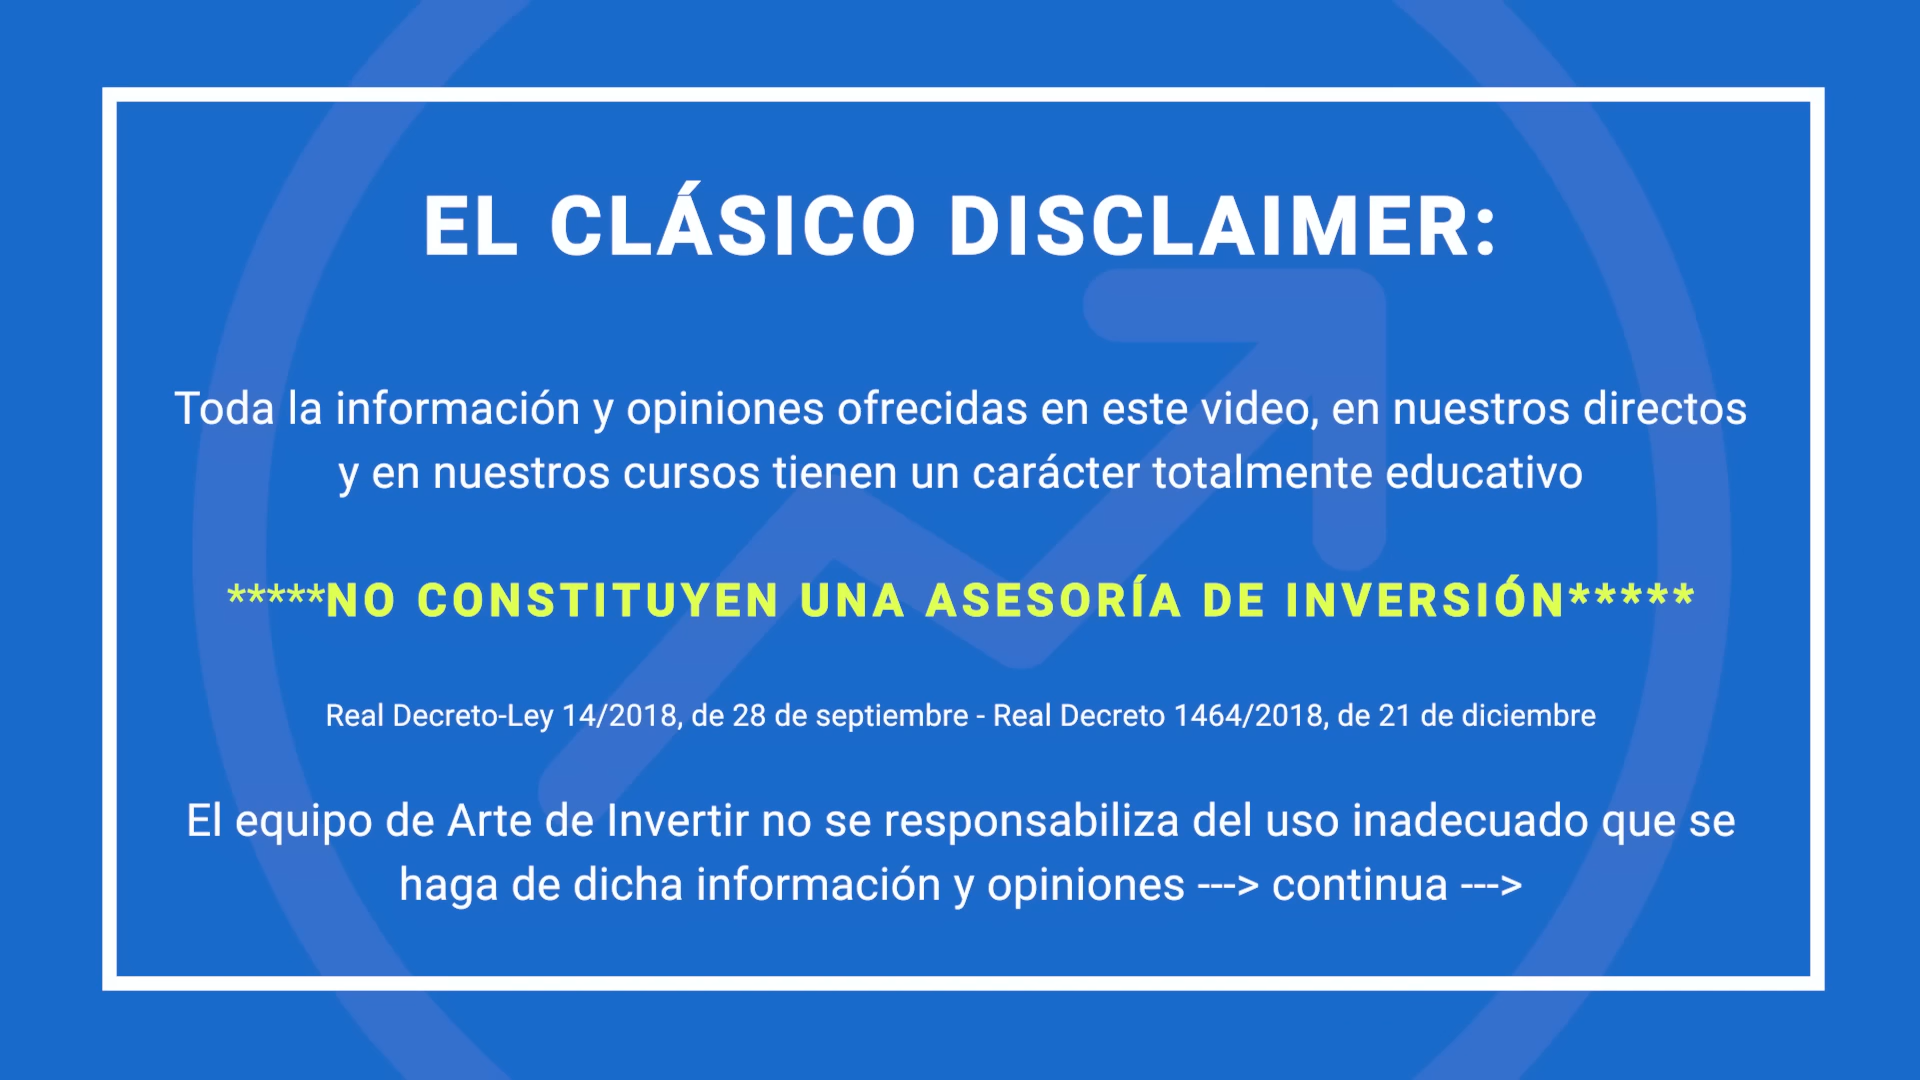 EL CLÁSICO DISCLAIMER:
Toda la información y opiniones ofrecidas en este video, en nuestros directos
y en nuestros cursos tienen un carácter totalmente educativo
*****NO CONSTITUYEN UNA ASESORÍA DE INVERSIÓN*****
Real Decreto-Ley 14/2018, de 28 de septiembre - Real Decreto 1464/2018, de 21 de diciembre
El equipo de Arte de Invertir no se responsabiliza del uso inadecuado que se
haga de dicha información y opiniones ---> continua --->